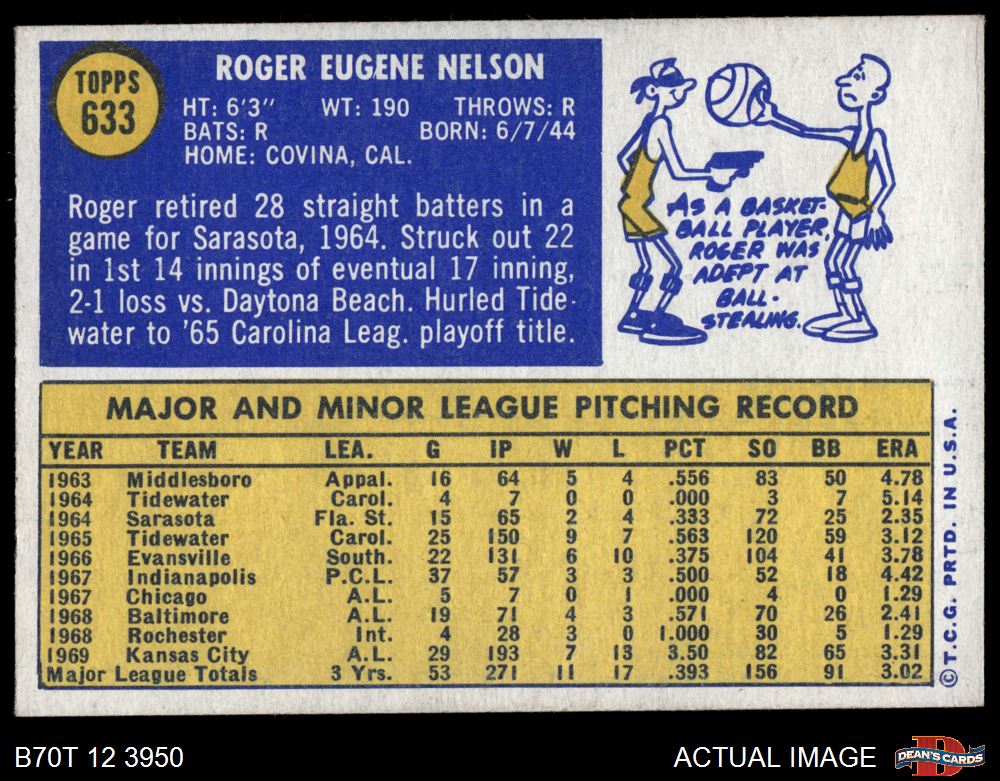 TOPPS
633
ROGER EUGENE NELSON
HT: 6'3" WT: 190 THROWS: R
BATS: R BORN: 6/7/44
HOME: COVINA, CAL.
Roger retired 28 straight batters in a
game for Sarasota, 1964. Struck out 22
in 1st 14 innings of eventual 17 inning,
2-1 loss vs. Daytona Beach. Hurled Tide-
water to '65 Carolina Leag. playoff title.
AS A BASKET-
BALL PLAYER,
ROGER WAS
ADEPT AT
BALL-
STEALING.
MAJOR AND MINOR LEAGUE PITCHING RECORD
YEAR TEAM LEA. G IP W L PCT SO BB ERA
1963 Middlesboro Appal. 16 64 5 4 .556 83 50 4.78
1964 Tidewater Carol. 4 7 0 0 .000 3 7 5.14
1964 Sarasota Fla. St. 15 65 2 4 .333 72 25 2.35
1965 Tidewater Carol. 25 150 9 7 .563 120 59 3.12
1966 Evansville South. 22 131 6 10 .375 104 41 3.78
1967 Indianapolis P.C.L. 37 57 3 3 .500 52 18 4.42
1967 Chicago A.L. 5 7 0 1 .000 4 0 1.29
1968 Baltimore A.L. 19 71 4 3 .571 70 26 2.41
1968 Rochester Int. 4 28 3 0 1.000 30 5 1.29
1969 Kansas City A.L. 29 193 7 13 3.50 82 65 3.31
Major League Totals 3 Yrs. 53 271 11 17 .393 156 91 3.02
© T.C.G. PRTD. IN U.S.A.
B70T 12 3950
ACTUAL IMAGE
D
DEAN'S CARDS